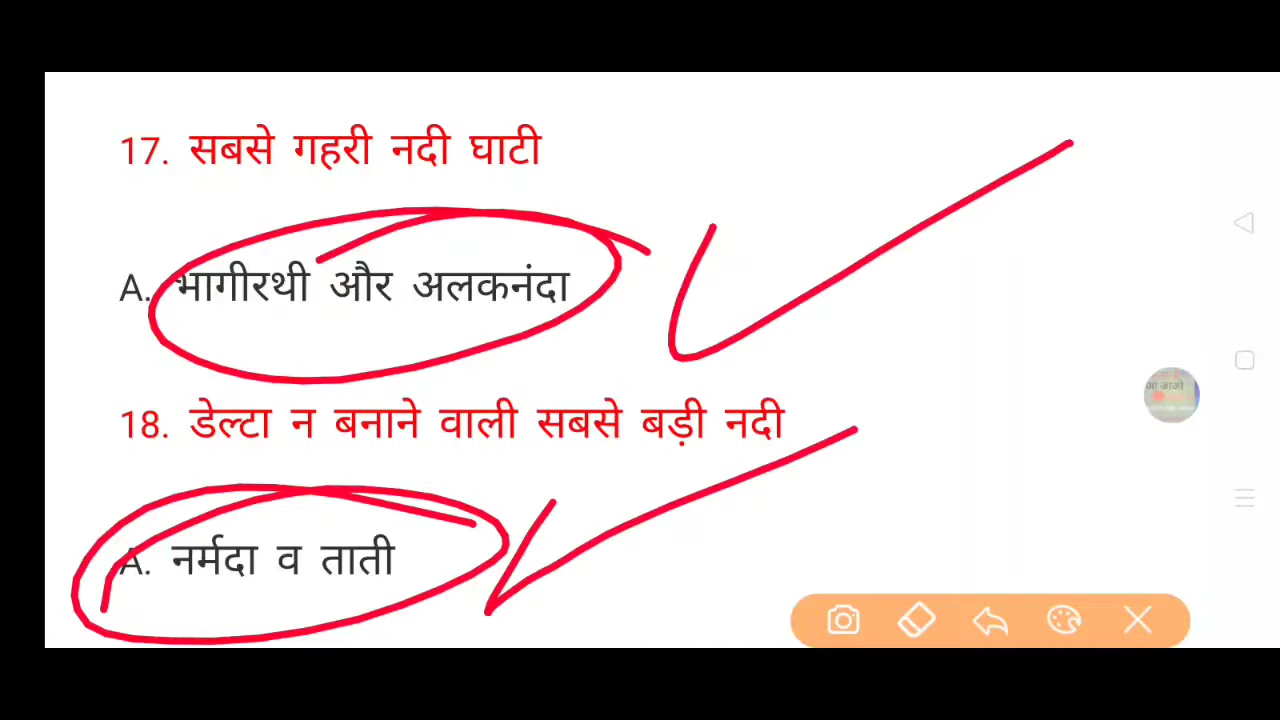 17. सबसे गहरी नदी घाटी
A. भागीरथी और अलकनंदा
18. डेल्टा न बनाने वाली सबसे बड़ी नदी
A. नर्मदा व ताती